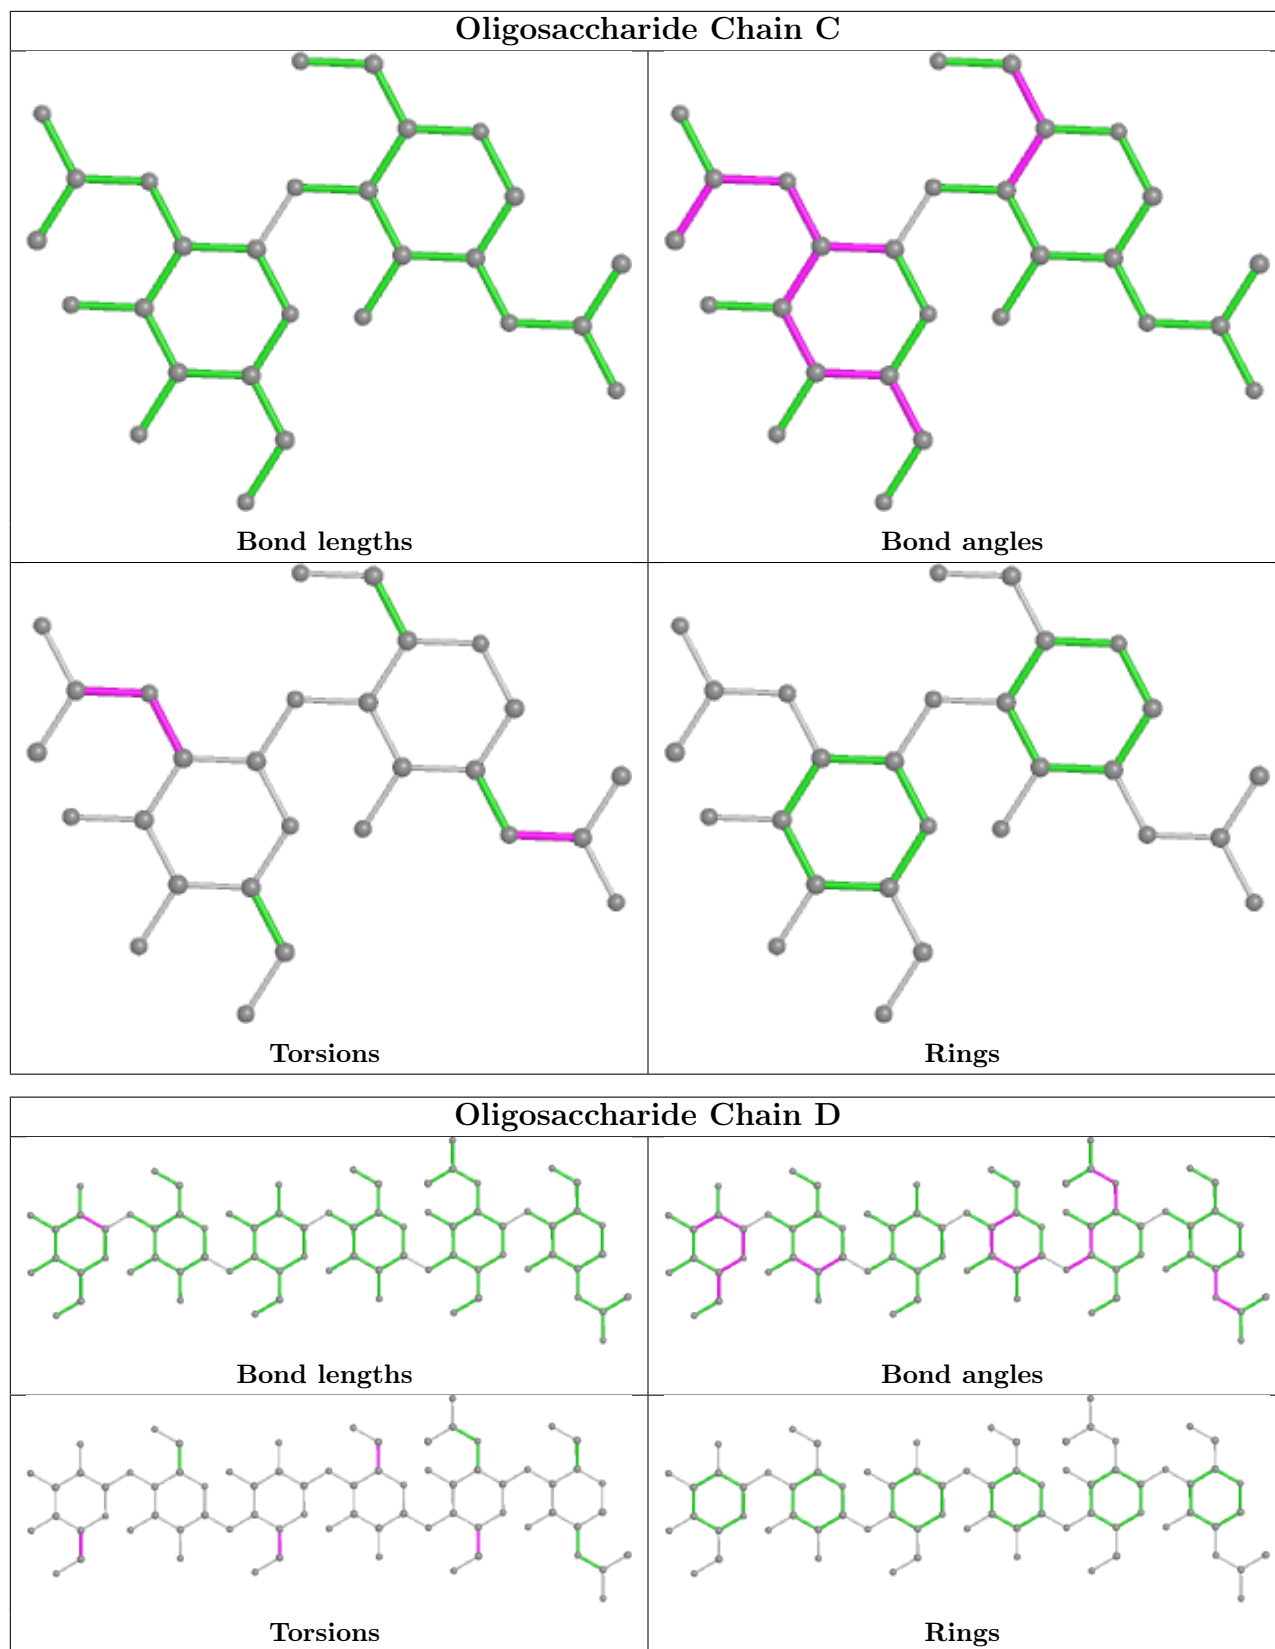 Oligosaccharide Chain C
Bond lengths
Bond angles
Torsions
Rings
Oligosaccharide Chain D
Bond lengths
Bond angles
Torsions
Rings